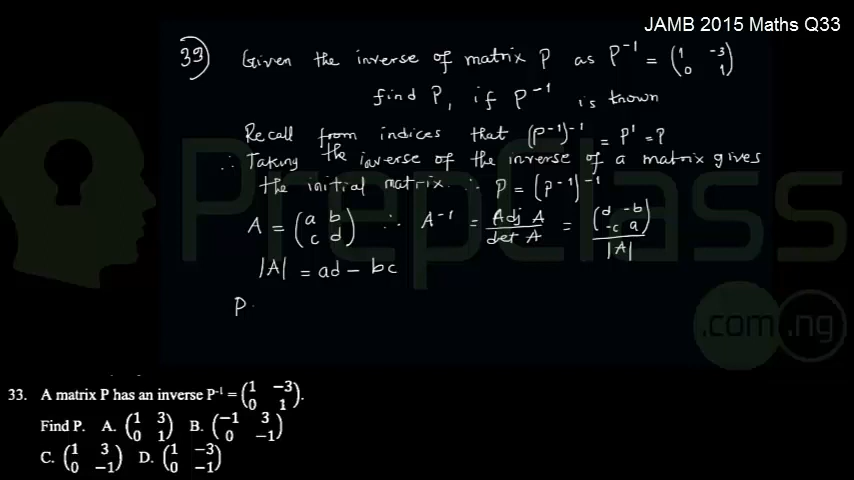 JAMB 2015 Maths Q33
33) Given the inverse of matrix P as P⁻¹ = (1 -3
0 1)
find P, if P⁻¹ is known
Recall from indices that (P⁻¹)⁻¹ = P¹ = P
∴ Taking the inverse of the inverse of a matrix gives
the initial matrix ∴ P = (P⁻¹)⁻¹
A = (a b
c d) ∴ A⁻¹ = Adj A / det A = (d -b
-c a) / |A|
|A| = ad - bc
P
PrepClass
.com .ng
33. A matrix P has an inverse P⁻¹ = (1 −3
0 1).
Find P. A. (1 3
0 1) B. (−1 3
0 −1)
C. (1 3
0 −1) D. (1 −3
0 −1)